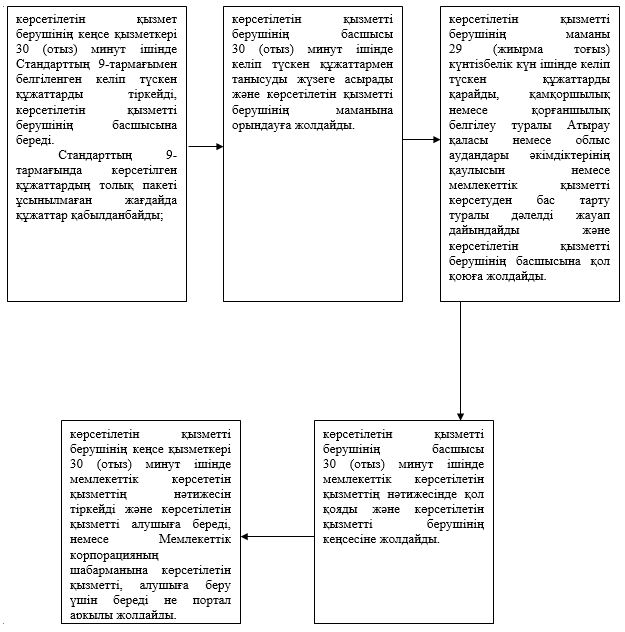 көрсетілетін қызмет
берушінің кеңсе қызметкері
30 (отыз) минут ішінде
Стандарттың 9-тармағымен
белгіленген келіп түскен
құжаттарды тіркейді,
көрсетілетін қызметті
берушінің басшысына
береді.
Стандарттың 9-
тармағында көрсетілген
құжаттардың толық пакеті
ұсынылмаған жағдайда
құжаттар қабылданбайды;
көрсетілетін қызметті
берушінің басшысы
30 (отыз) минут ішінде
келіп түскен құжаттармен
танысуды жүзеге асырады
және көрсетілетін қызметті
берушінің маманына
орындауға жолдайды.
көрсетілетін қызметті
берушінің маманы
29 (жиырма тоғыз)
күнтізбелік күн ішінде келіп
түскен құжаттарды
қарайды, қамқоршылық
немесе қорғаншылық
белгілеу туралы Атырау
қаласы немесе облыс
аудандары әкімдіктерінің
қаулысын немесе
мемлекеттік қызметті
көрсетуден бас тарту
туралы дәлелді жауап
дайындайды және
көрсетілетін қызметті
берушінің басшысына қол
қоюға жолдайды.
көрсетілетін қызметті
берушінің басшысы
30 (отыз) минут ішінде
мемлекеттік көрсетілетін
қызметтің нәтижесінде қол
қояды және көрсетілетін
қызметті берушінің
кеңсесіне жолдайды.
көрсетілетін қызметті
берушінің кеңсе қызметкері
30 (отыз) минут ішінде
мемлекеттік көрсететін
қызметтің нәтижесін
тіркейді және көрсетілетін
қызметті алушыға береді,
немесе Мемлекеттік
корпорацияның
шабарманына көрсетілетін
қызметті, алушыға беру
үшін береді не портал
арқылы жолдайды.